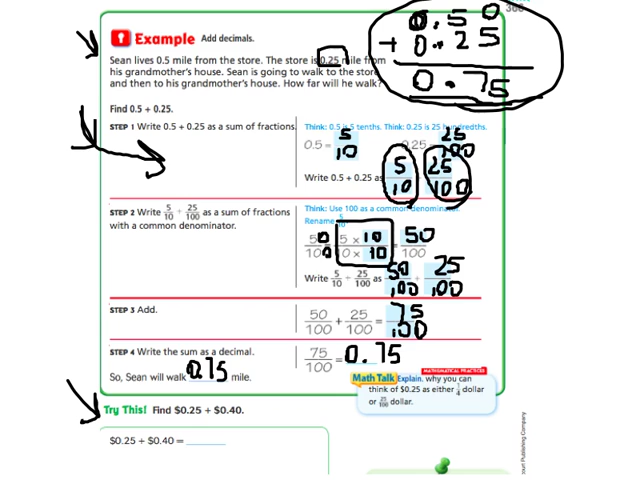 366
0.50
+ 0.25
0.75
Example Add decimals.
Sean lives 0.5 mile from the store. The store is 0.25 mile from
his grandmother's house. Sean is going to walk to the store
and then to his grandmother's house. How far will he walk?
Find 0.5 + 0.25.
STEP 1 Write 0.5 + 0.25 as a sum of fractions.
Think: 0.5 is 5 tenths. Think: 0.25 is 25 hundredths.
0.5 = 5/10 0.25 = 25/100
Write 0.5 + 0.25 as 5/10 + 25/100
STEP 2 Write 5/10 + 25/100 as a sum of fractions
with a common denominator.
Think: Use 100 as a common denominator.
Rename 5/10
5/10 = 5 × 10/10 × 10 = 50/100
Write 5/10 + 25/100 as 50/100 + 25/100
STEP 3 Add.
50/100 + 25/100 = 75/100
STEP 4 Write the sum as a decimal.
75/100 = 0.75
So, Sean will walk 0.75 mile.
MATHEMATICAL PRACTICES
Math Talk Explain why you can
think of $0.25 as either 1/4 dollar
or 25/100 dollar.
Try This! Find $0.25 + $0.40.
$0.25 + $0.40 = ______
court Publishing Company